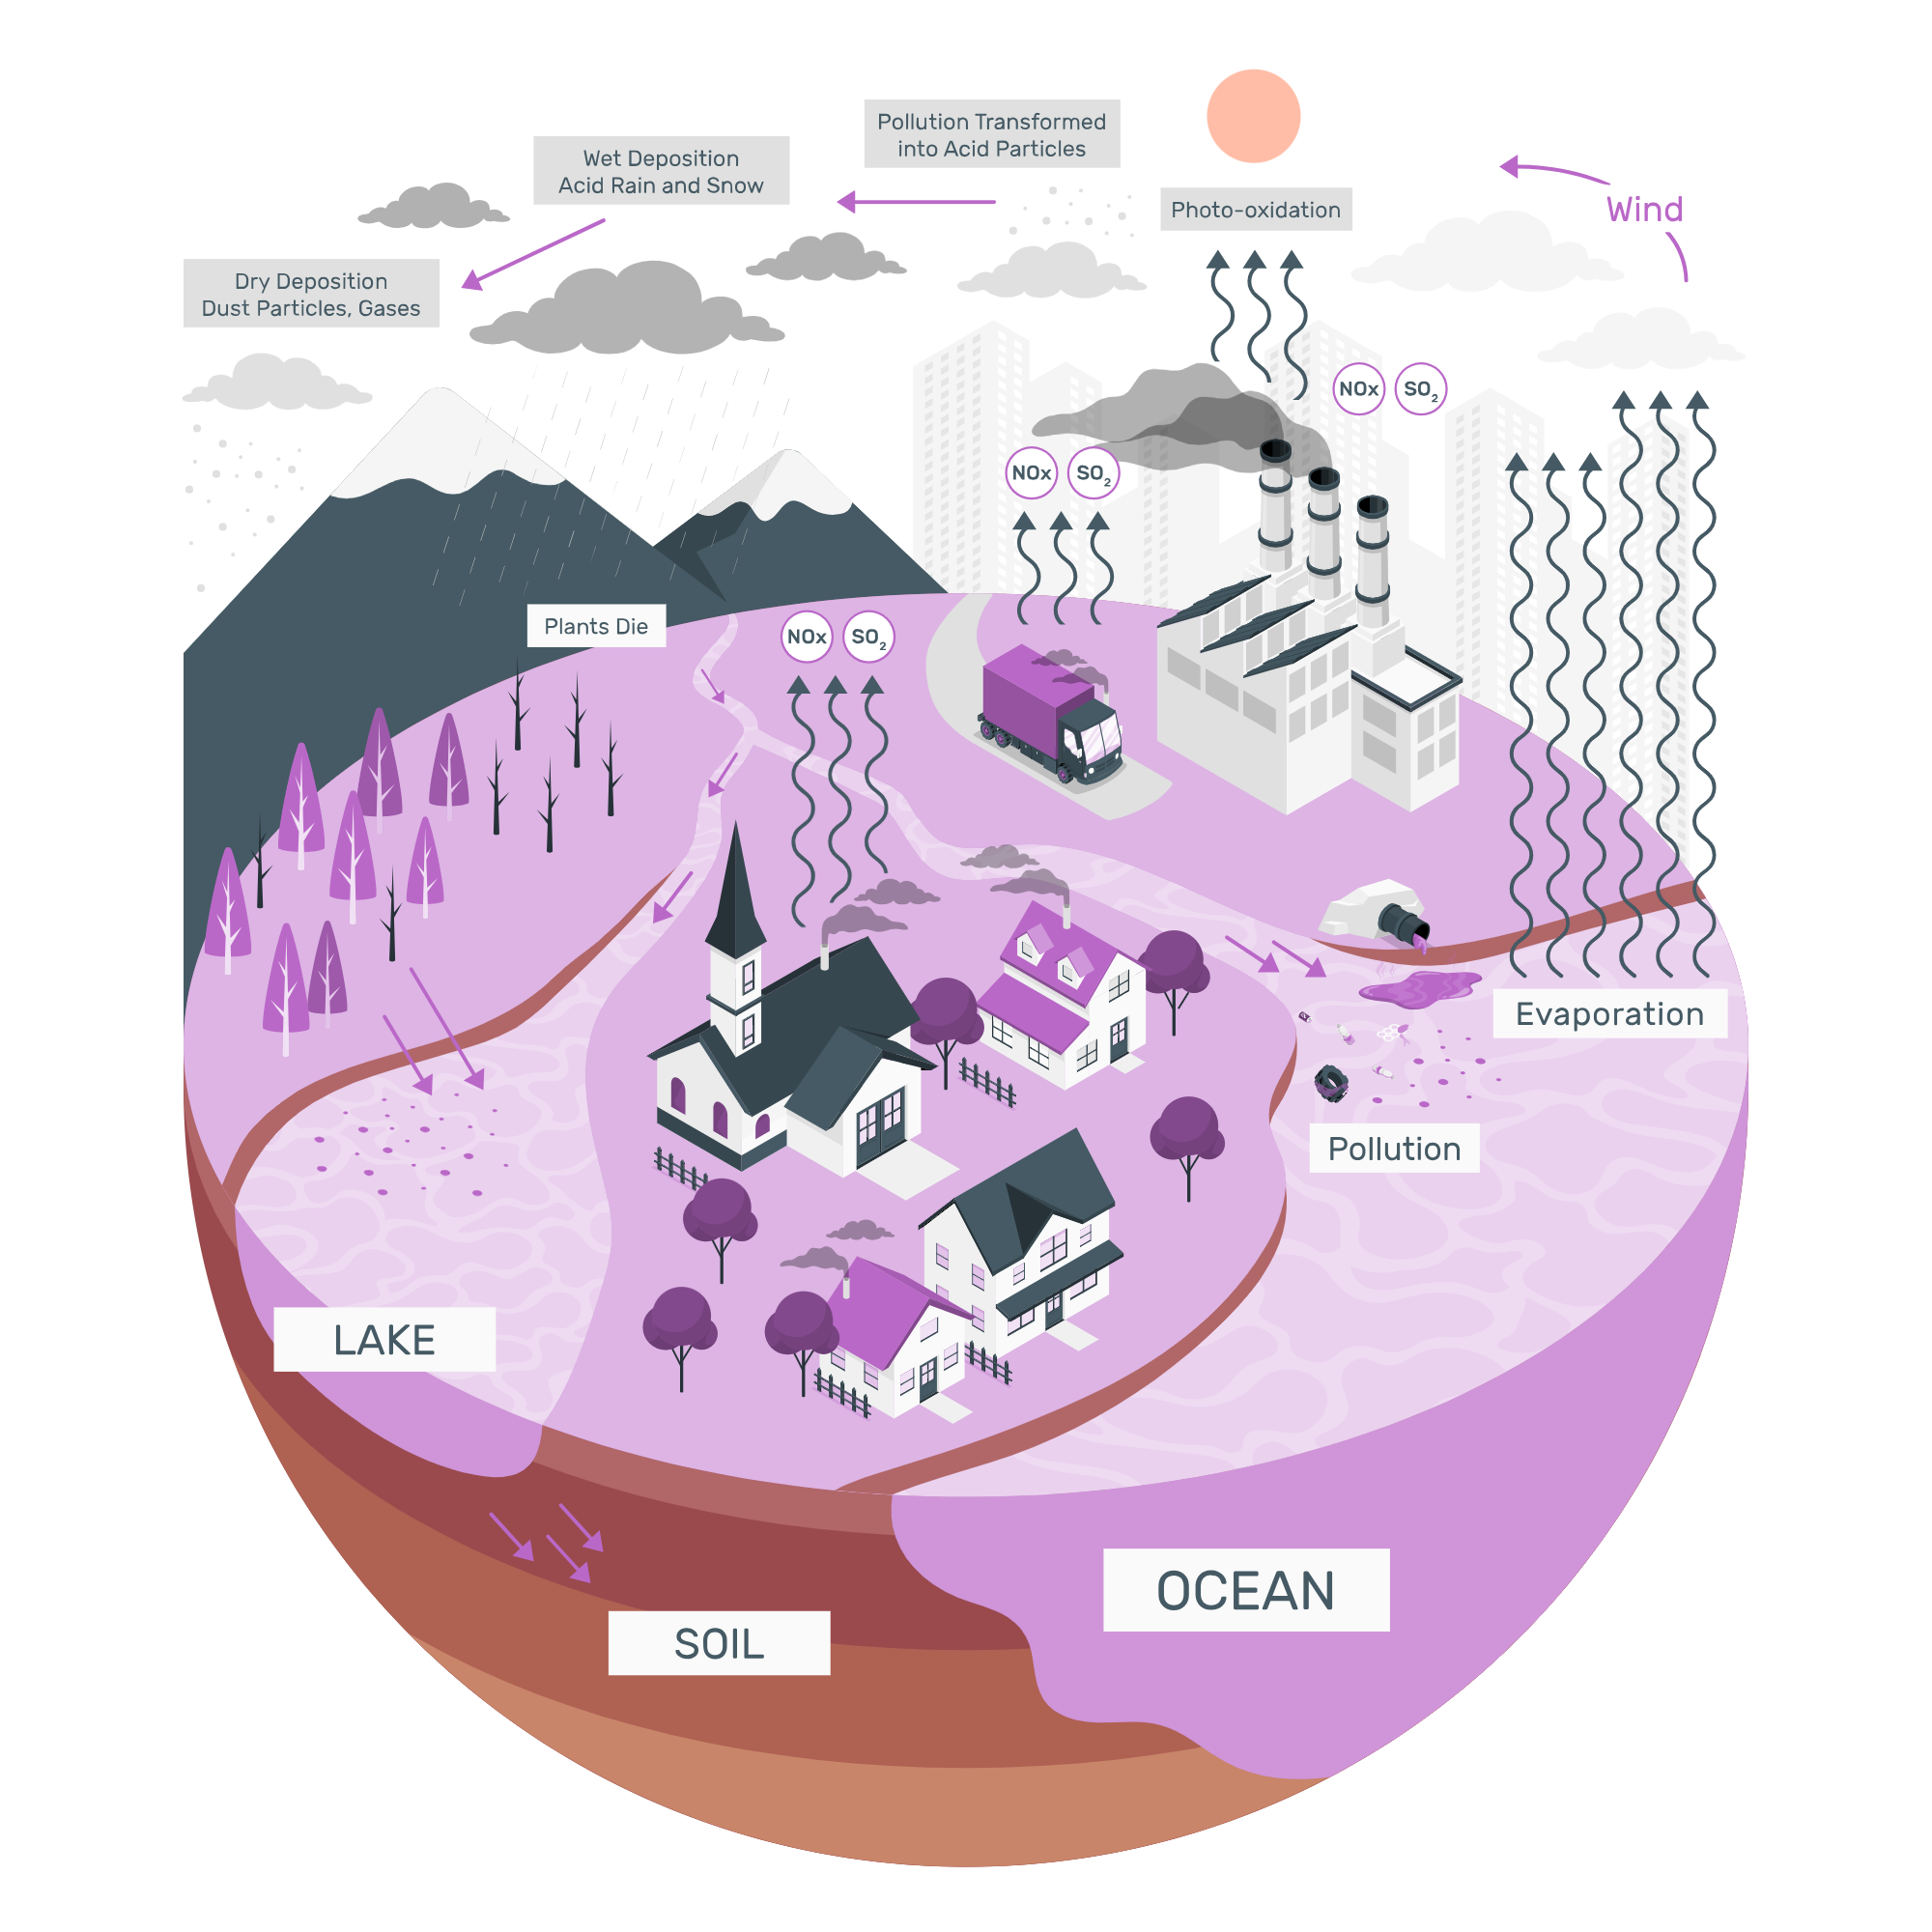 Pollution Transformed
into Acid Particles
Wet Deposition
Acid Rain and Snow
Photo-oxidation
Wind
Dry Deposition
Dust Particles, Gases
NOx SO₂
NOx SO₂
Plants Die
NOx SO₂
Evaporation
Pollution
LAKE
OCEAN
SOIL